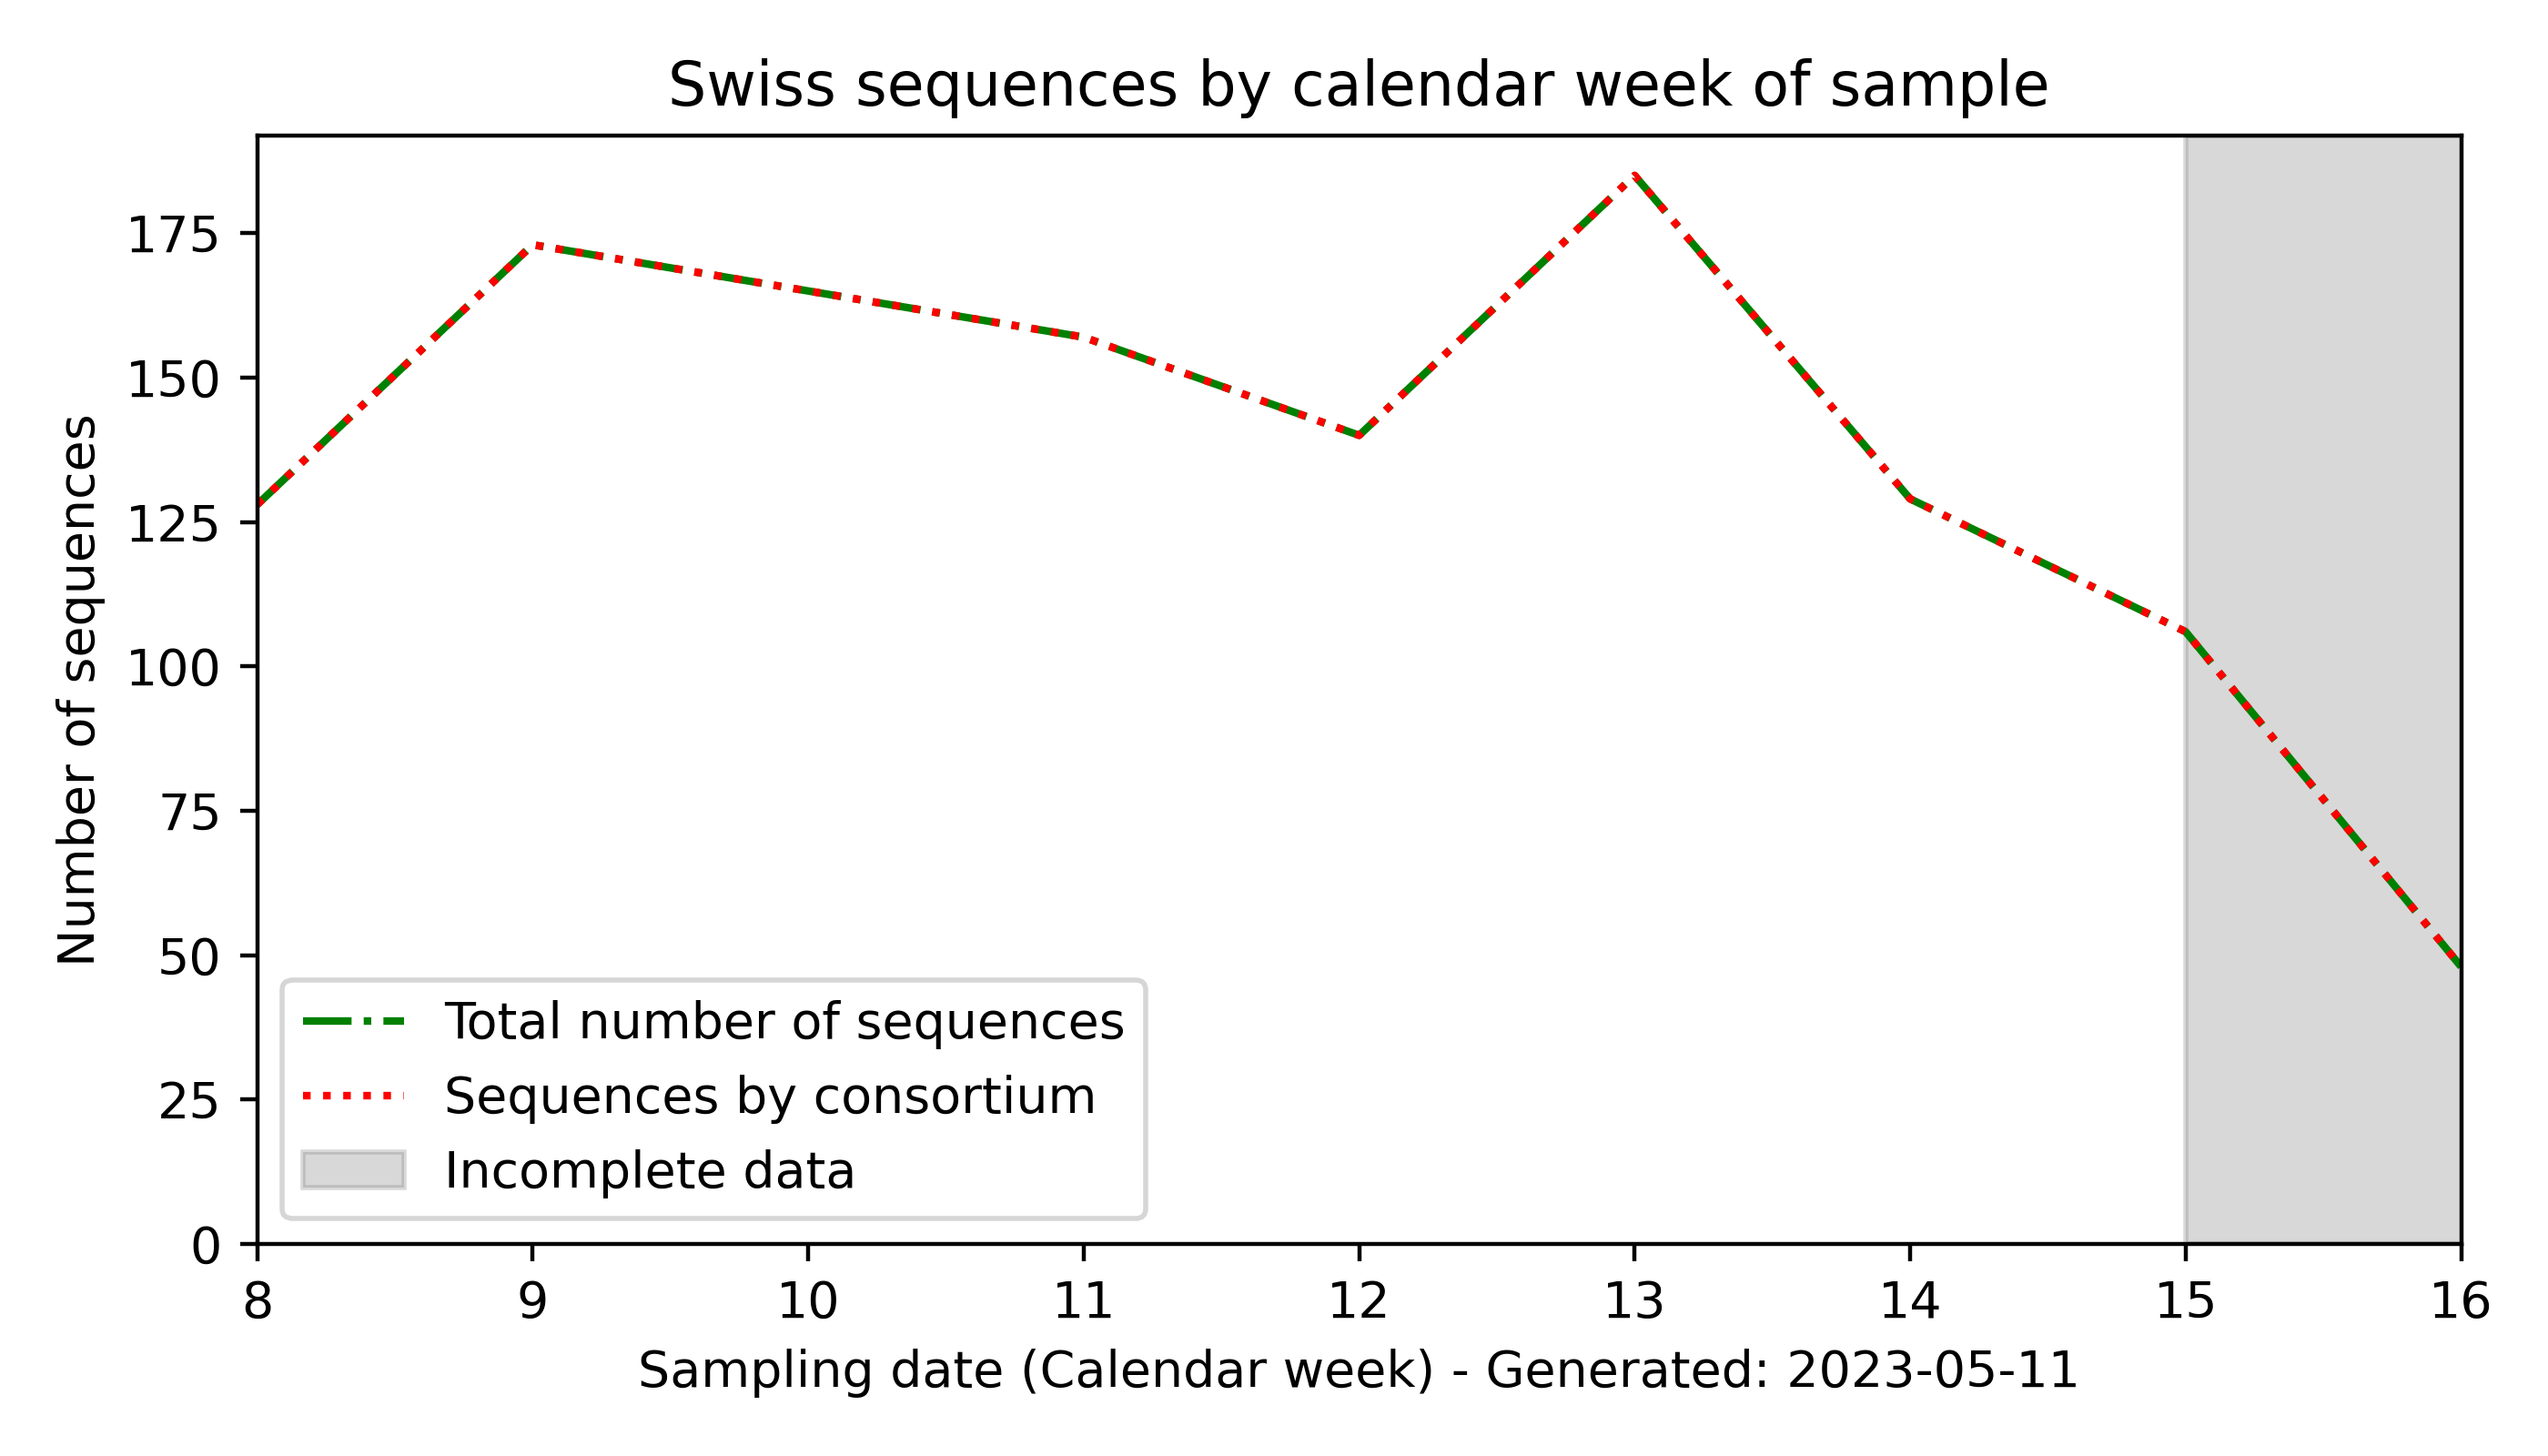 Swiss sequences by calendar week of sample
Number of sequences
175
150
125
100
75
50
25
0
Total number of sequences
Sequences by consortium
Incomplete data
8 9 10 11 12 13 14 15 16
Sampling date (Calendar week) - Generated: 2023-05-11